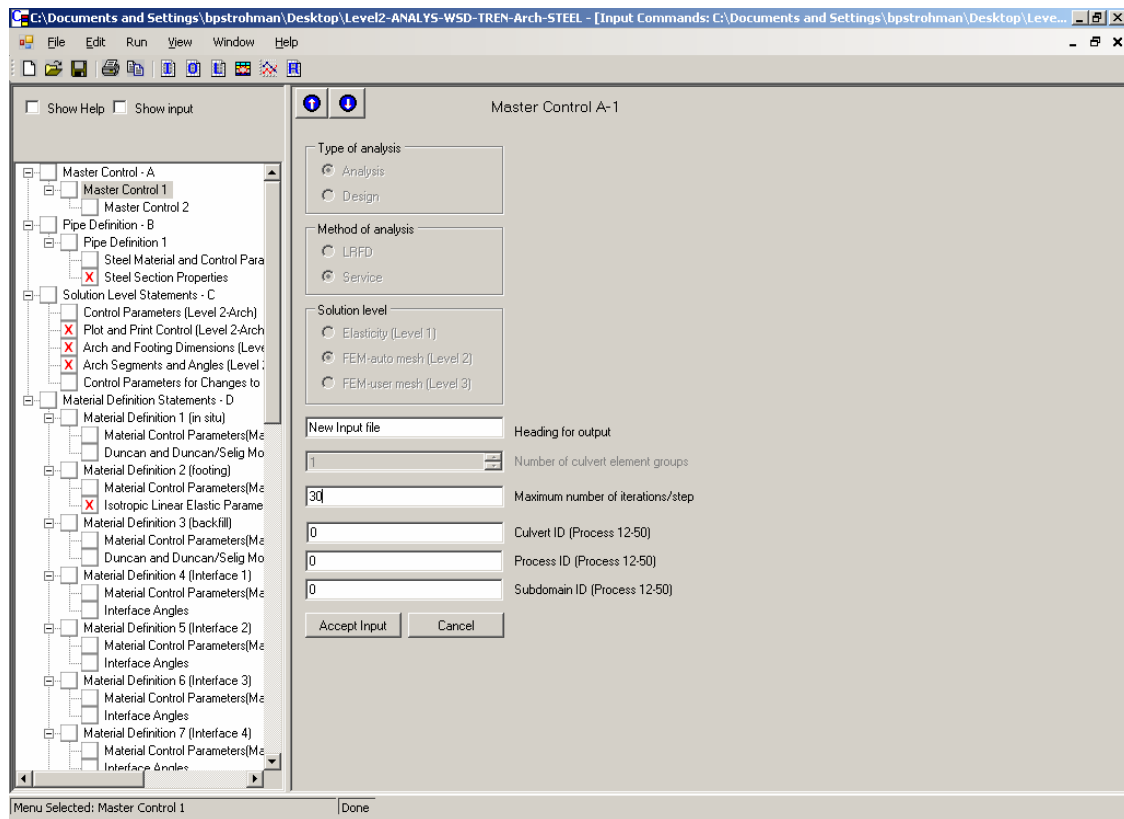 C:\Documents and Settings\bpstrohman\Desktop\Level2-ANALYS-WSD-TREN-Arch-STEEL - [Input Commands: C:\Documents and Settings\bpstrohman\Desktop\Leve...
File Edit Run View Window Help
Show Help Show input
Master Control - A
Master Control 1
Master Control 2
Pipe Definition - B
Pipe Definition 1
Steel Material and Control Para
X Steel Section Properties
Solution Level Statements - C
Control Parameters (Level 2-Arch)
X Plot and Print Control (Level 2-Arch
X Arch and Footing Dimensions (Leve
X Arch Segments and Angles (Level 2
Control Parameters for Changes to
Material Definition Statements - D
Material Definition 1 (in situ)
Material Control Parameters(Ma
Duncan and Duncan/Selig Mo
Material Definition 2 (footing)
Material Control Parameters(Ma
X Isotropic Linear Elastic Parame
Material Definition 3 (backfill)
Material Control Parameters(Ma
Duncan and Duncan/Selig Mo
Material Definition 4 (Interface 1)
Material Control Parameters(Ma
Interface Angles
Material Definition 5 (Interface 2)
Material Control Parameters(Ma
Interface Angles
Material Definition 6 (Interface 3)
Material Control Parameters(Ma
Interface Angles
Material Definition 7 (Interface 4)
Material Control Parameters(Ma
Interface Angles
Master Control A-1
Type of analysis
Analysis
Design
Method of analysis
LRFD
Service
Solution level
Elasticity (Level 1)
FEM-auto mesh (Level 2)
FEM-user mesh (Level 3)
New Input file Heading for output
1 Number of culvert element groups
30 Maximum number of iterations/step
0 Culvert ID (Process 12-50)
0 Process ID (Process 12-50)
0 Subdomain ID (Process 12-50)
Accept Input Cancel
Menu Selected: Master Control 1 Done